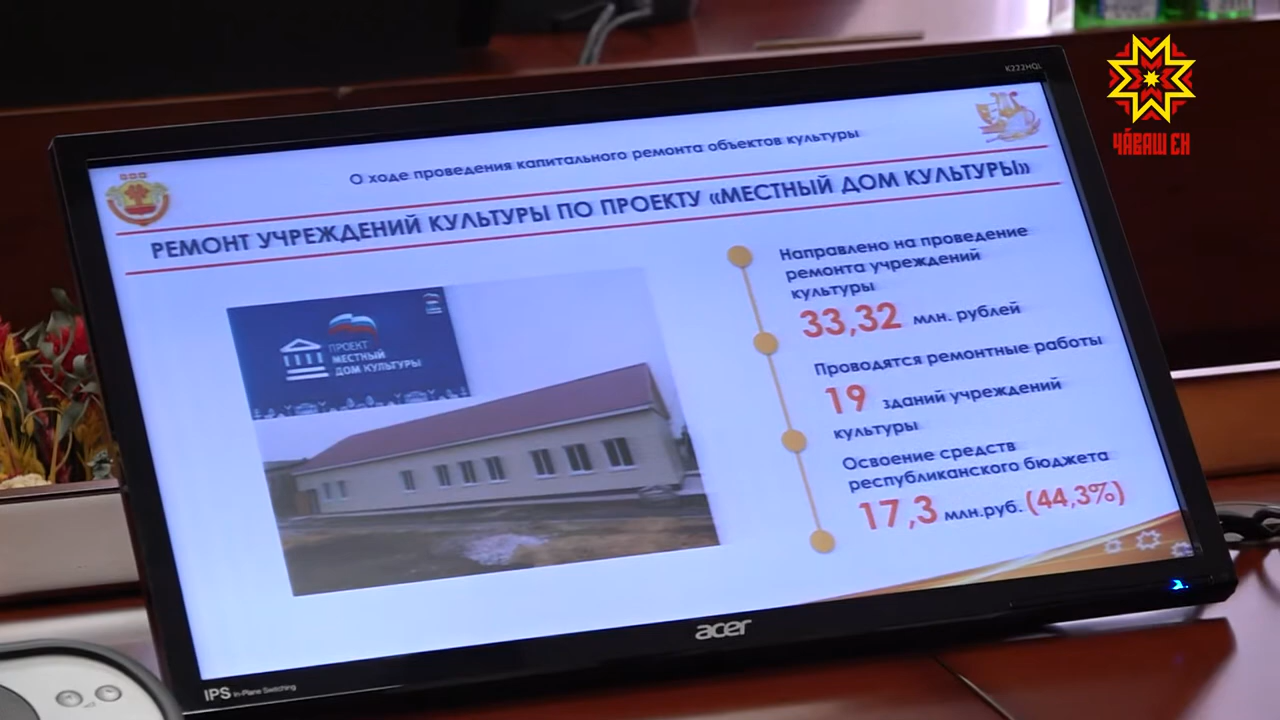 K222HQL
ЧӐВАШ ЕН
О ходе проведения капитального ремонта объектов культуры
РЕМОНТ УЧРЕЖДЕНИЙ КУЛЬТУРЫ ПО ПРОЕКТУ «МЕСТНЫЙ ДОМ КУЛЬТУРЫ»
ПРОЕКТ
МЕСТНЫЙ
ДОМ КУЛЬТУРЫ
Направлено на проведение
ремонта учреждений
культуры
33,32 млн. рублей
Проводятся ремонтные работы
19 зданий учреждений
культуры
Освоение средств
республиканского бюджета
17,3 млн.руб. (44,3%)
acer
IPS In-Plane Switching